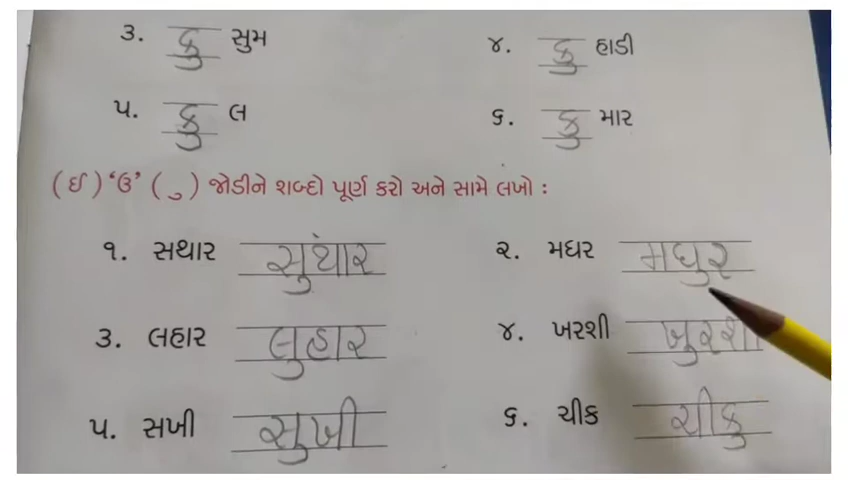 ૩. કુ સુમ ૪. કુ હાડી
૫. કુ લ ૬. કુ માર
(ઈ) ‘ઉ’ ( ુ ) જોડીને શબ્દો પૂર્ણ કરો અને સામે લખો :
૧. સથાર સુંથાર ૨. મધર મધુર
૩. લહાર લુહાર ૪. ખરશી ખુરશી
૫. સખી સુખી ૬. ચીક ચીકુ